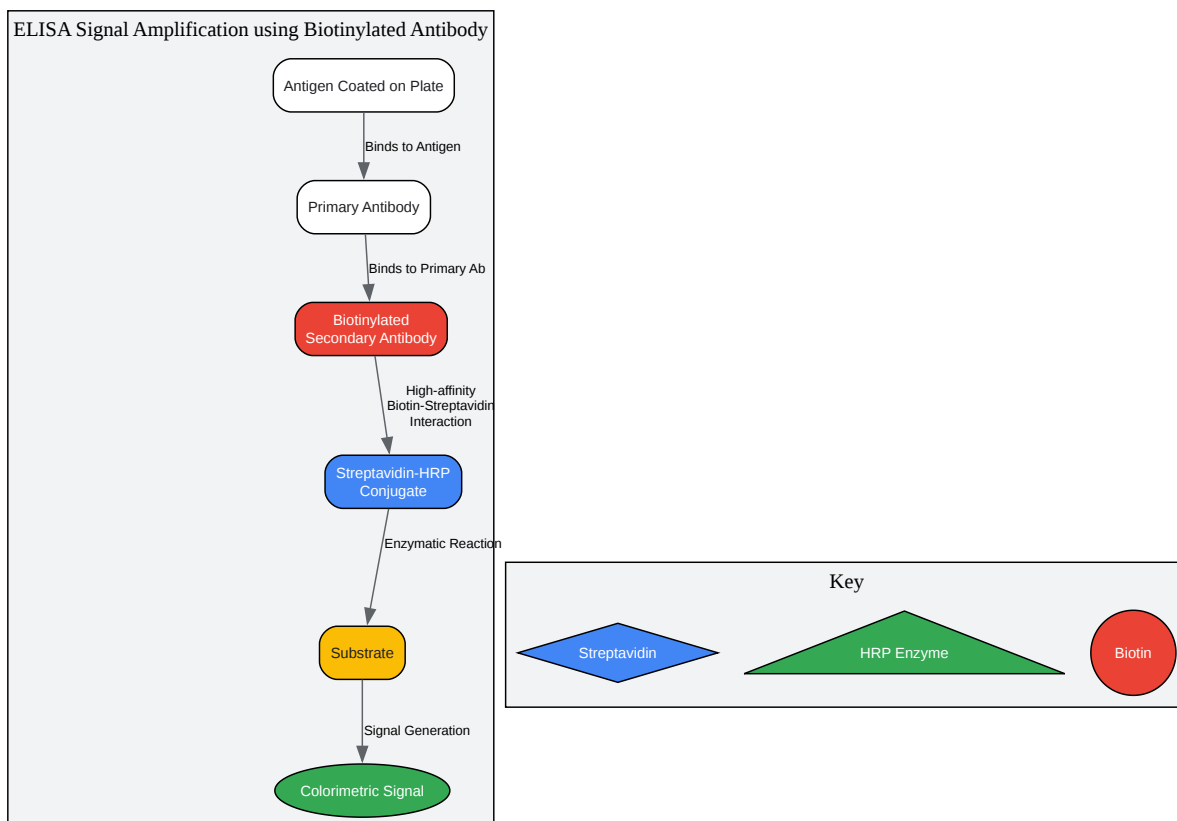 ELISA Signal Amplification using Biotinylated Antibody
Antigen Coated on Plate
Binds to Antigen
Primary Antibody
Binds to Primary Ab
Biotinylated
Secondary Antibody
High-affinity
Biotin-Streptavidin
Interaction
Streptavidin-HRP
Conjugate
Enzymatic Reaction
Substrate
Signal Generation
Colorimetric Signal
Key
Streptavidin
HRP Enzyme
Biotin